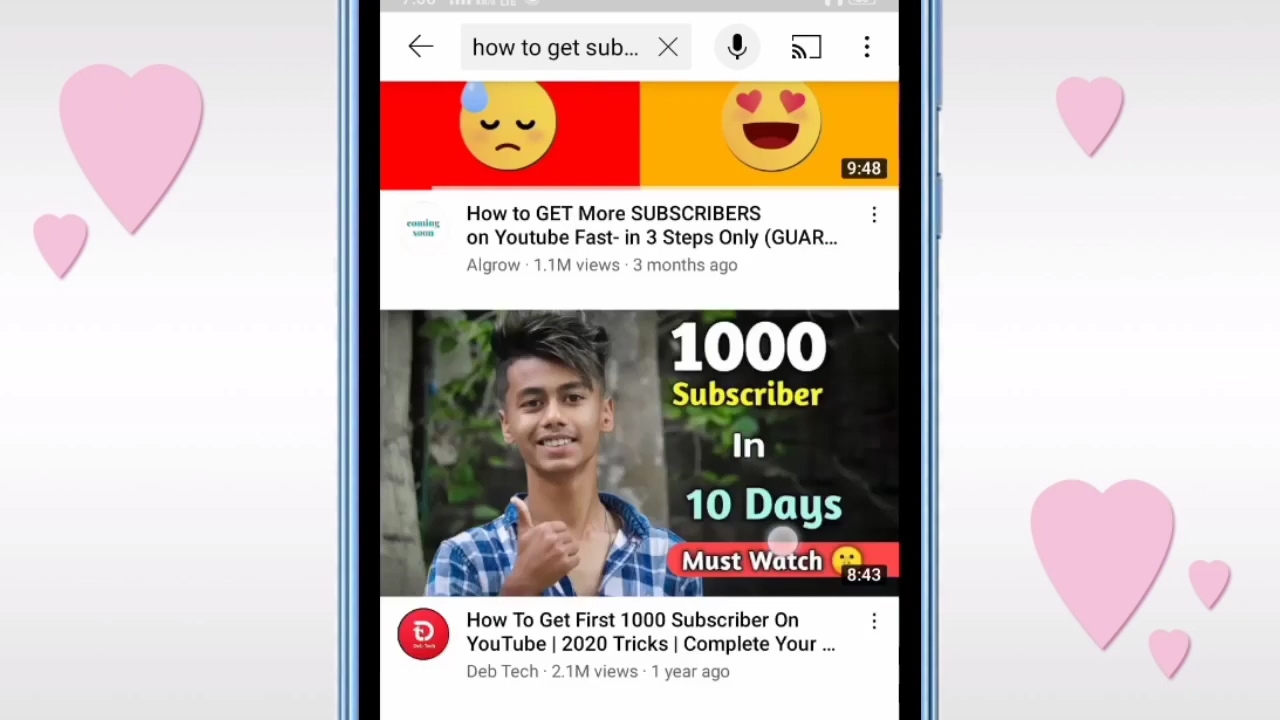 how to get sub...
9:48
coming
soon
How to GET More SUBSCRIBERS
on Youtube Fast- in 3 Steps Only (GUAR...
Algrow · 1.1M views · 3 months ago
1000
Subscriber
In
10 Days
Must Watch
8:43
How To Get First 1000 Subscriber On
YouTube | 2020 Tricks | Complete Your ...
Deb Tech · 2.1M views · 1 year ago